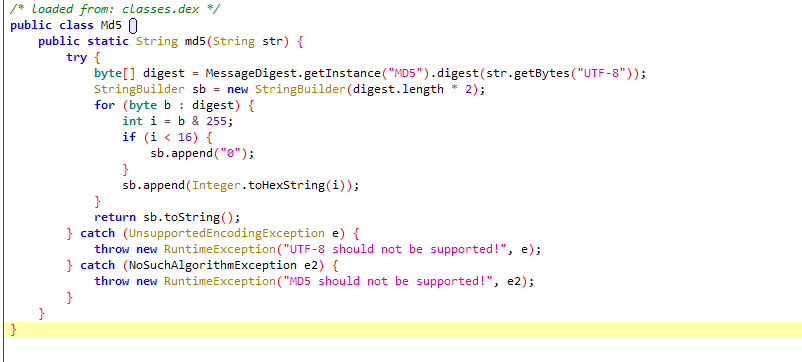 /* loaded from: classes.dex */
public class Md5 {
    public static String md5(String str) {
        try {
            byte[] digest = MessageDigest.getInstance("MD5").digest(str.getBytes("UTF-8"));
            StringBuilder sb = new StringBuilder(digest.length * 2);
            for (byte b : digest) {
                int i = b & 255;
                if (i < 16) {
                    sb.append("0");
                }
                sb.append(Integer.toHexString(i));
            }
            return sb.toString();
        } catch (UnsupportedEncodingException e) {
            throw new RuntimeException("UTF-8 should not be supported!", e);
        } catch (NoSuchAlgorithmException e2) {
            throw new RuntimeException("MD5 should not be supported!", e2);
        }
    }
}